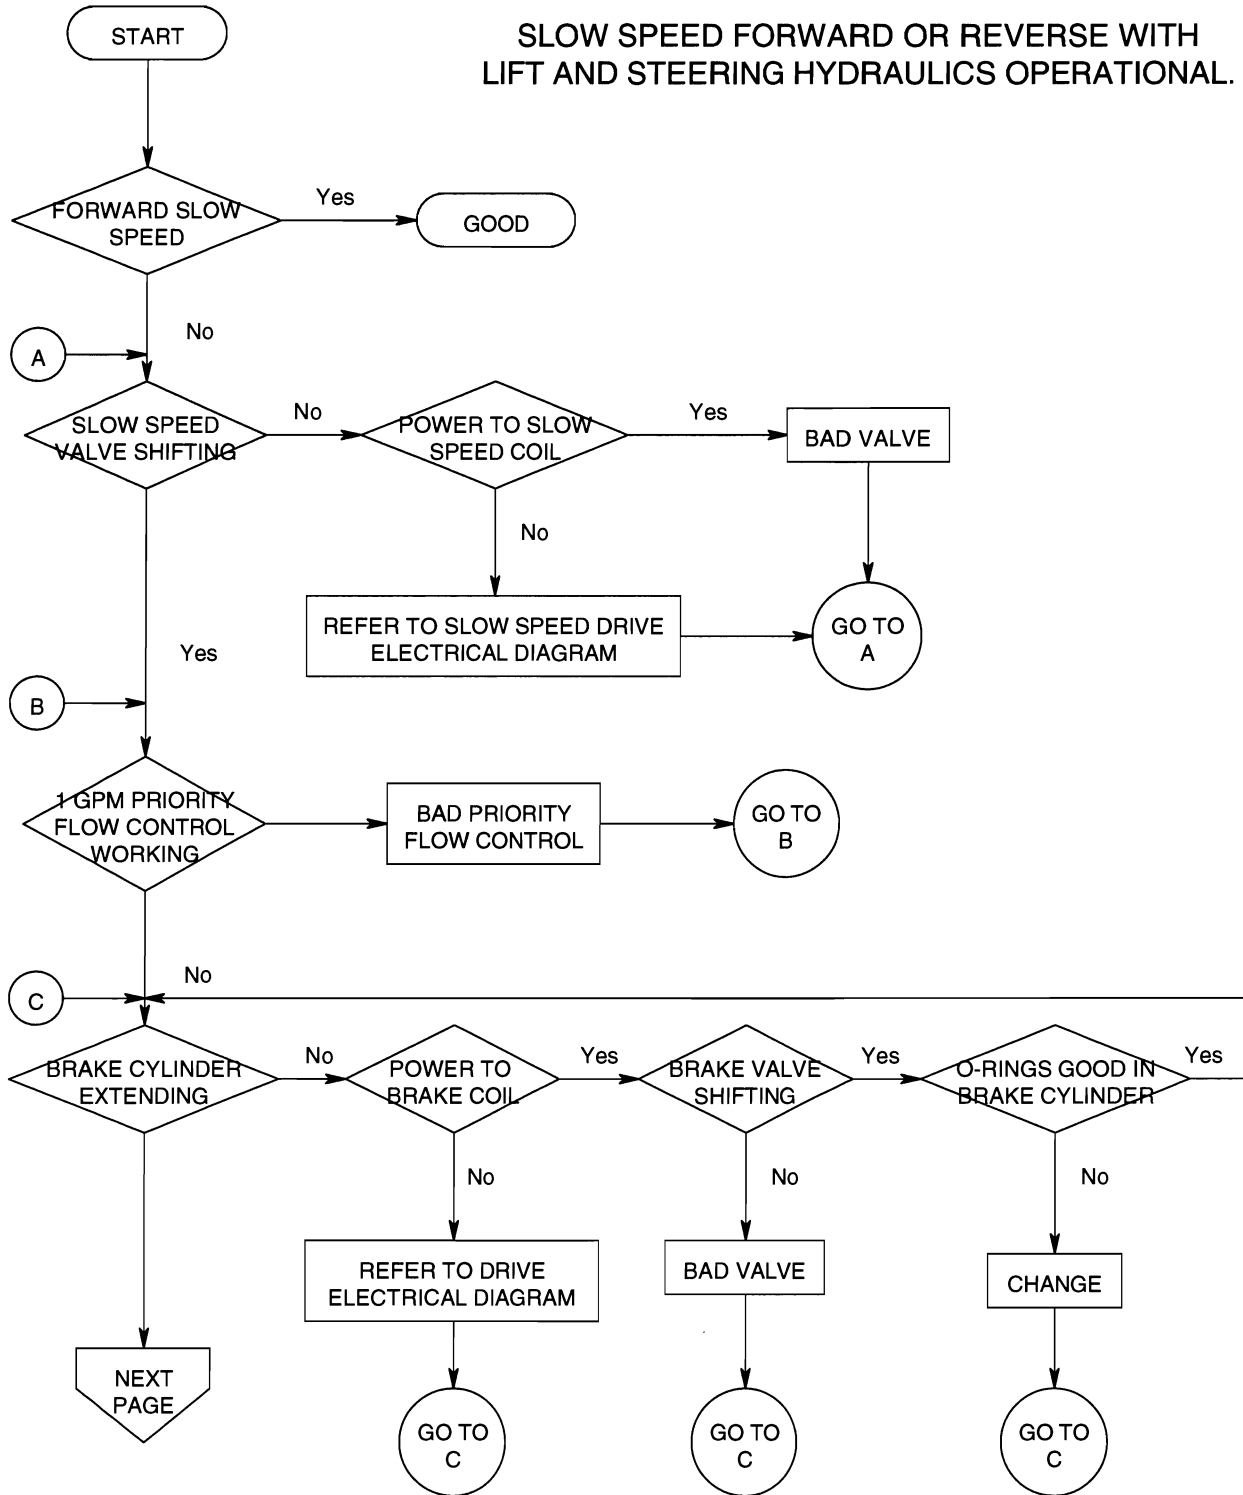 SLOW SPEED FORWARD OR REVERSE WITH
LIFT AND STEERING HYDRAULICS OPERATIONAL.
START
FORWARD SLOW
SPEED
Yes
GOOD
No
A
SLOW SPEED
VALVE SHIFTING
No
POWER TO SLOW
SPEED COIL
Yes
BAD VALVE
No
REFER TO SLOW SPEED DRIVE
ELECTRICAL DIAGRAM
GO TO
A
Yes
B
1 GPM PRIORITY
FLOW CONTROL
WORKING
BAD PRIORITY
FLOW CONTROL
GO TO
B
No
C
BRAKE CYLINDER
EXTENDING
No
POWER TO
BRAKE COIL
Yes
BRAKE VALVE
SHIFTING
Yes
O-RINGS GOOD IN
BRAKE CYLINDER
Yes
No
No
No
REFER TO DRIVE
ELECTRICAL DIAGRAM
BAD VALVE
CHANGE
NEXT
PAGE
GO TO
C
GO TO
C
GO TO
C